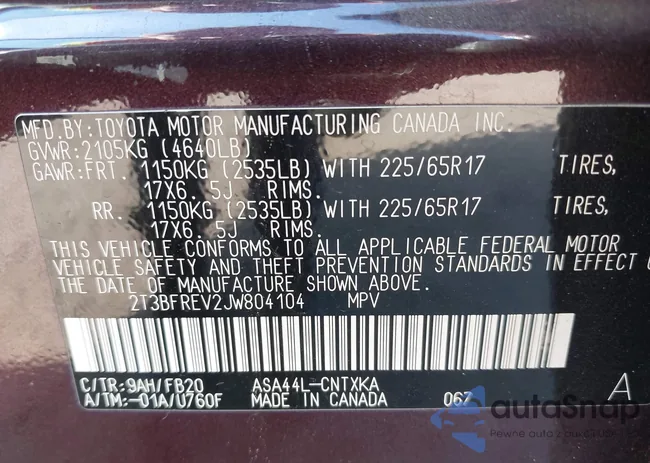 MFD.BY:TOYOTA MOTOR MANUFACTURING CANADA INC.
GVWR:2105KG (4640LB)
GAWR:FRT. 1150KG (2535LB) WITH 225/65R17 TIRES,
17X6. 5J RIMS.
RR. 1150KG (2535LB) WITH 225/65R17 TIRES,
17X6. 5J RIMS.
THIS VEHICLE CONFORMS TO ALL APPLICABLE FEDERAL MOTOR
VEHICLE SAFETY AND THEFT PREVENTION STANDARDS IN EFFECT
THE DATE OF MANUFACTURE SHOWN ABOVE.
2T3BFREV2JW804104 MPV
C/TR:9AH/FB20 ASA44L-CNTXKA
A/TM:-01A/U760F MADE IN CANADA 067 A
autoSnap
Pewne auto z